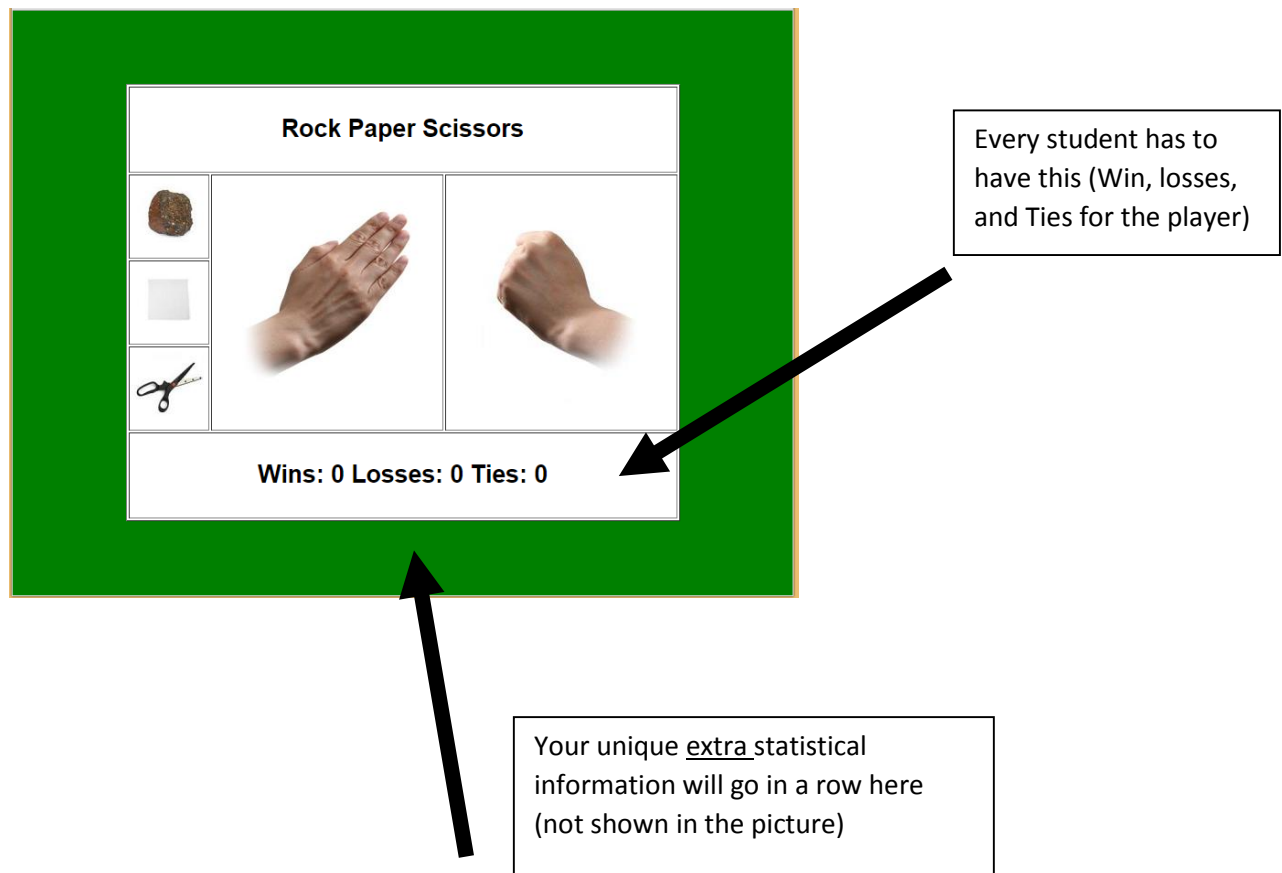 Rock Paper Scissors
Every student has to
have this (Win, losses,
and Ties for the player)
Wins: 0 Losses: 0 Ties: 0
Your unique extra statistical
information will go in a row here
(not shown in the picture)